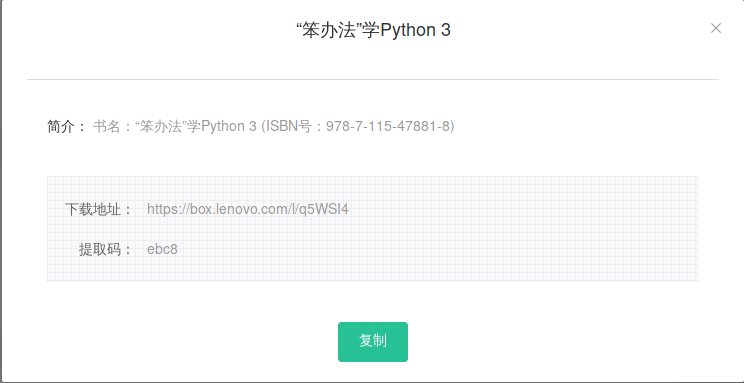 “笨办法”学Python 3
简介： 书名：“笨办法”学Python 3 (ISBN号：978-7-115-47881-8)
下载地址： https://box.lenovo.com/l/q5WSI4
提取码： ebc8
复制